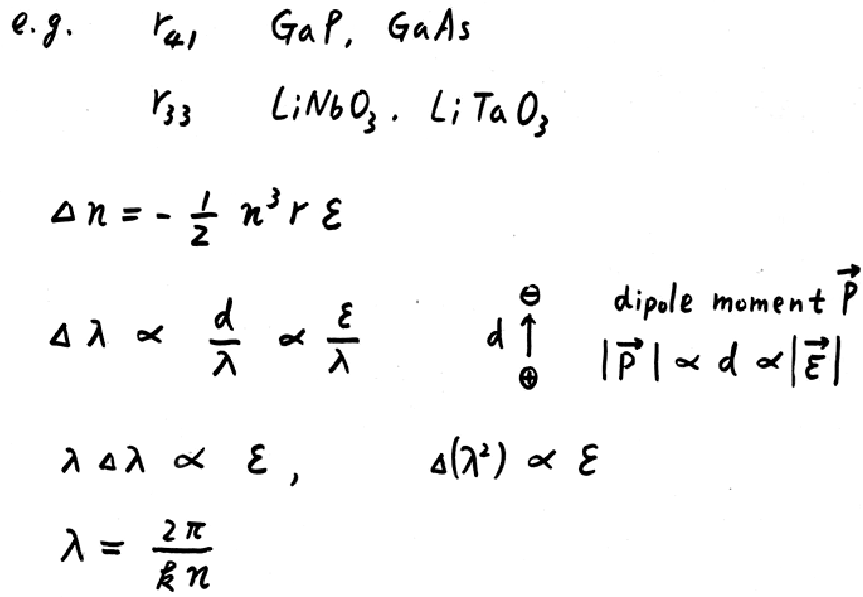 e.g. r₄₁ GaP, GaAs
r₃₃ LiNbO₃. LiTaO₃
Δn = - 1/2 n³ r ε
Δλ ∝ d/λ ∝ ε/λ
d ↑ ⊖ ⊕
dipole moment P⃗
|P⃗| ∝ d ∝ |ε⃗|
λ Δλ ∝ ε, Δ(λ²) ∝ ε
λ = 2π/kn